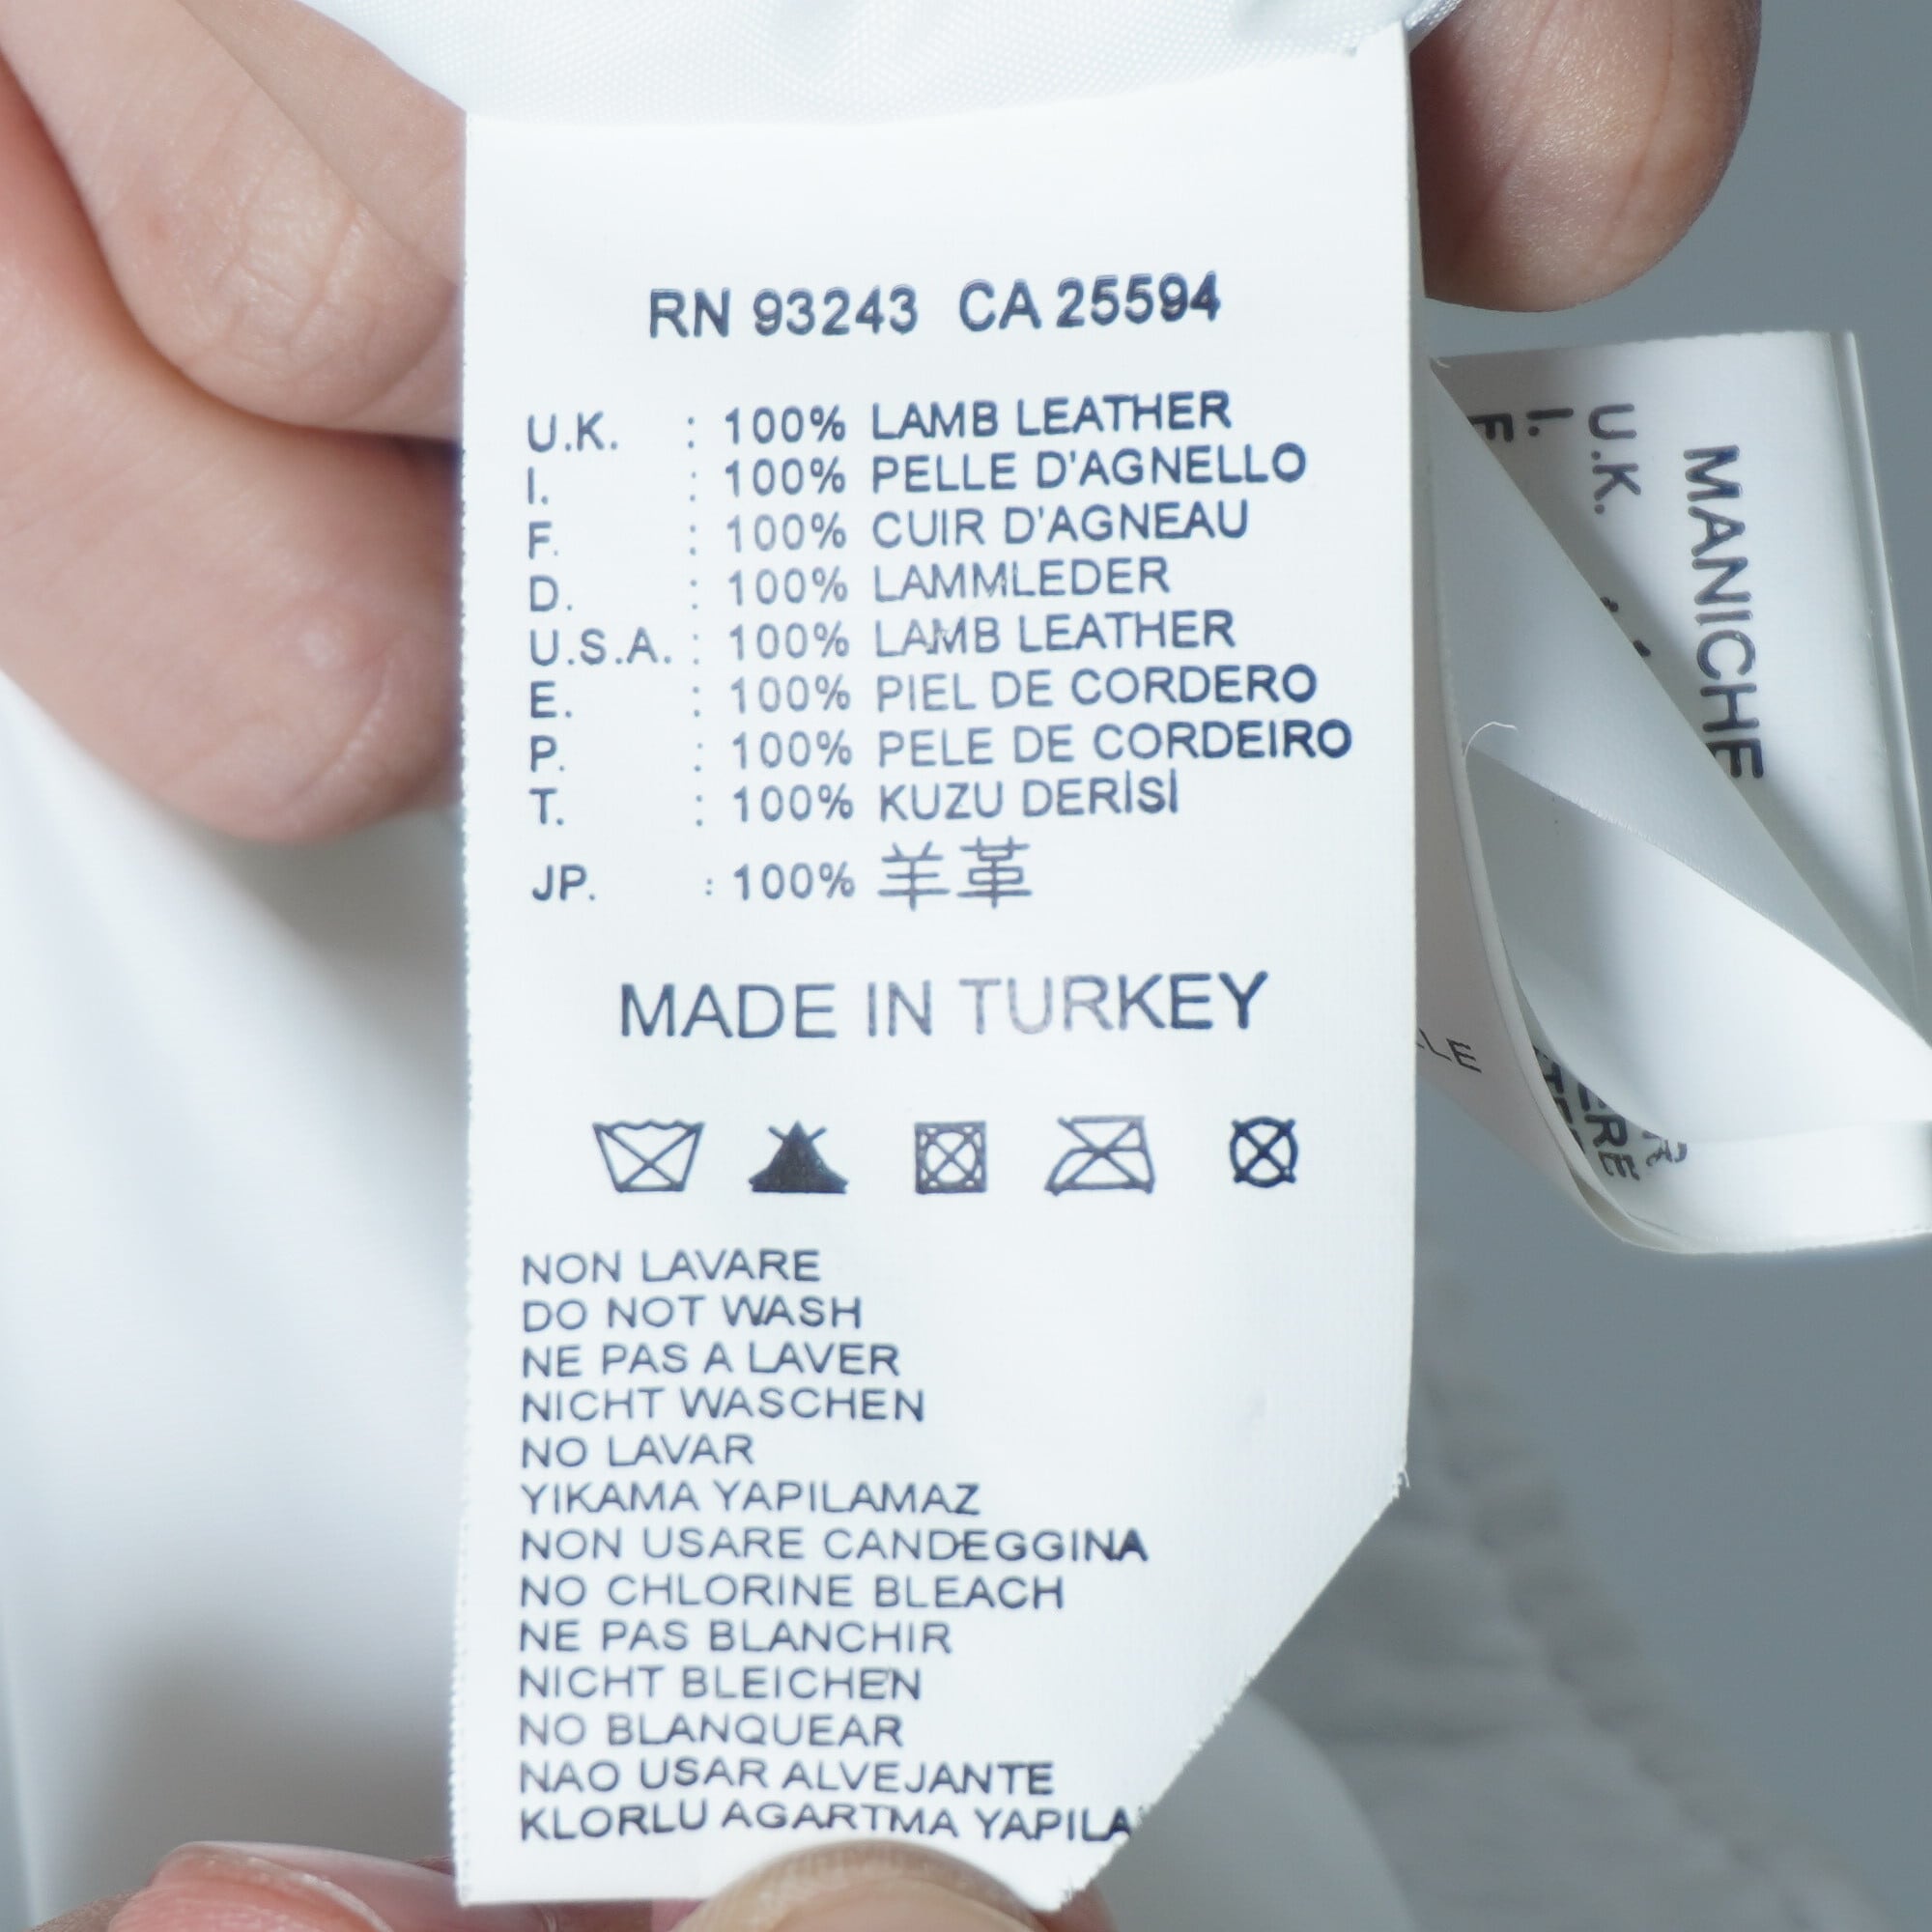 RN 93243 CA 25594
U.K. : 100% LAMB LEATHER
I. : 100% PELLE D'AGNELLO
F. : 100% CUIR D'AGNEAU
D. : 100% LAMMLEDER
U.S.A. : 100% LAMB LEATHER
E. : 100% PIEL DE CORDERO
P. : 100% PELE DE CORDEIRO
T. : 100% KUZU DERİSİ
JP. : 100% 羊革
MADE IN TURKEY
NON LAVARE
DO NOT WASH
NE PAS A LAVER
NICHT WASCHEN
NO LAVAR
YIKAMA YAPILAMAZ
NON USARE CANDEGGINA
NO CHLORINE BLEACH
NE PAS BLANCHIR
NICHT BLEICHEN
NO BLANQUEAR
NAO USAR ALVEJANTE
KLORLU AGARTMA YAPILA
MANICHE
U.K.
I.
F